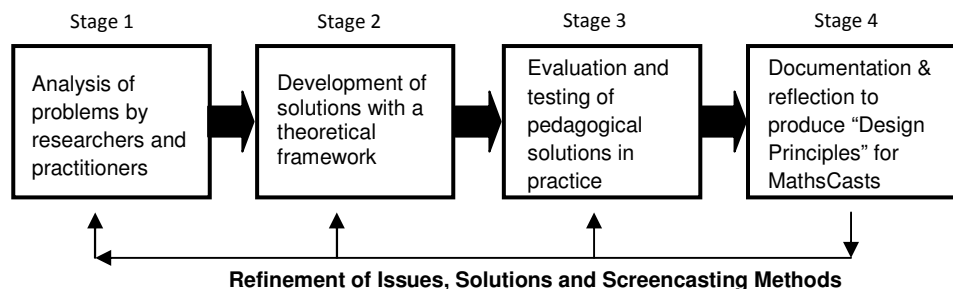 Stage 1
Stage 2
Stage 3
Stage 4
Analysis of
problems by
researchers and
practitioners
Development of
solutions with a
theoretical
framework
Evaluation and
testing of
pedagogical
solutions in
practice
Documentation &
reflection to
produce “Design
Principles” for
MathsCasts
Refinement of Issues, Solutions and Screencasting Methods